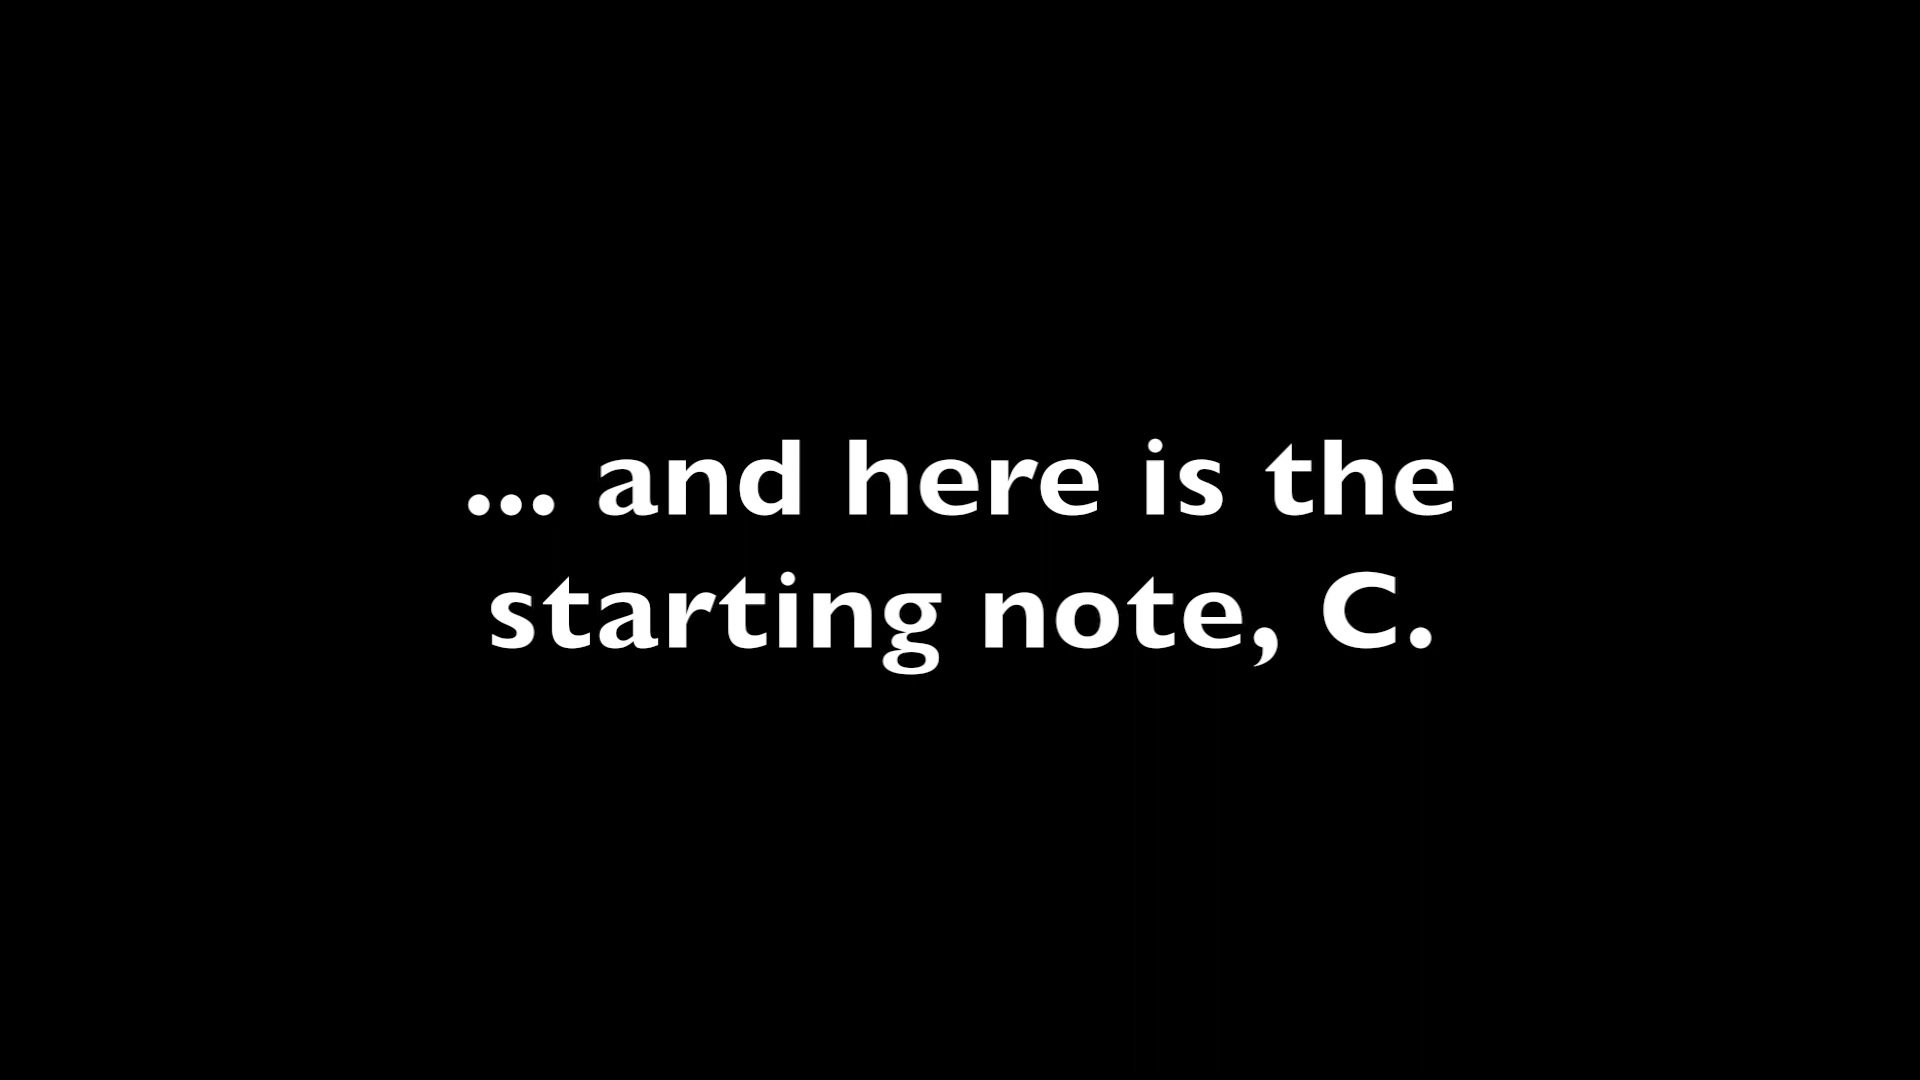 ... and here is the
starting note, C.